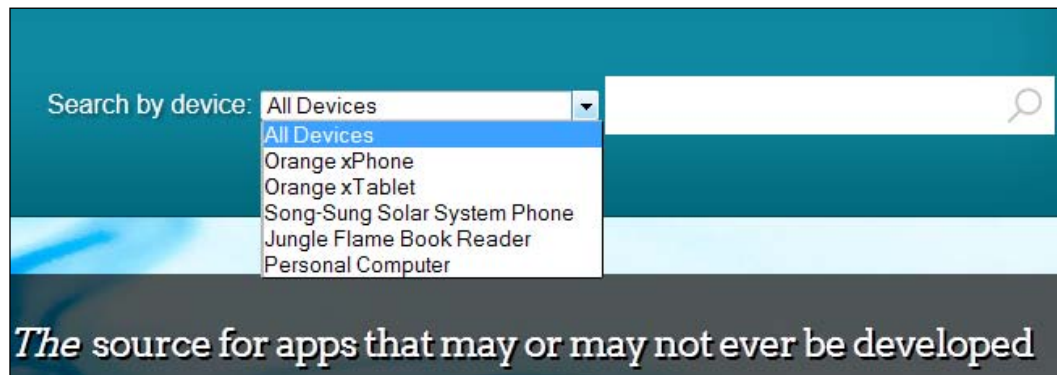 Search by device: All Devices
All Devices
Orange xPhone
Orange xTablet
Song-Sung Solar System Phone
Jungle Flame Book Reader
Personal Computer
The source for apps that may or may not ever be developed